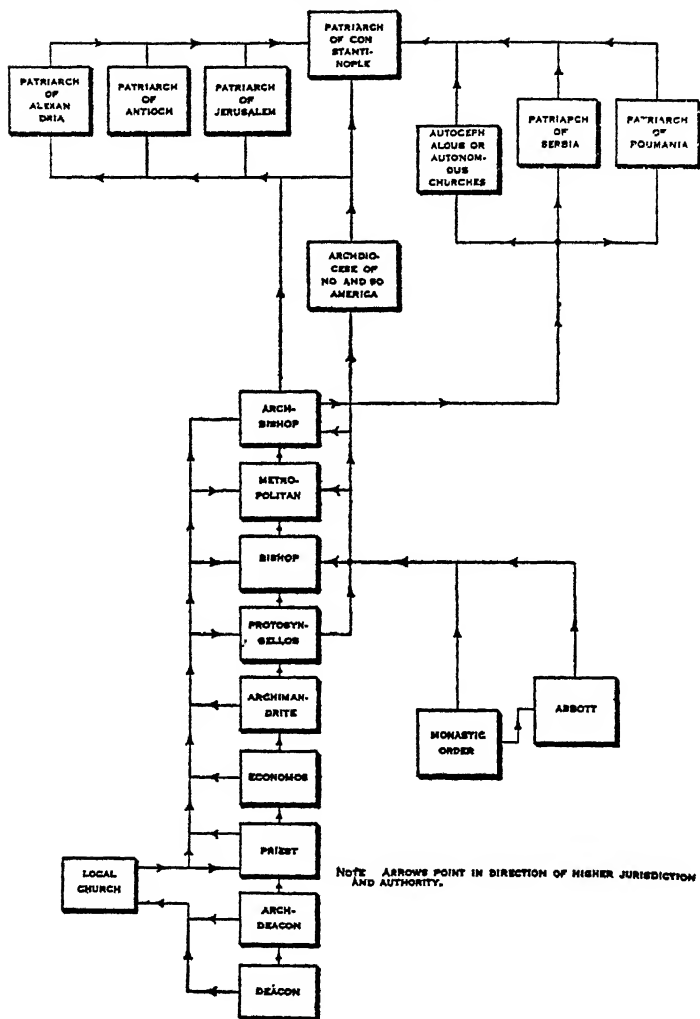 PATRIARCH
OF CON
STANTI-
NOPLE
PATRIARCH
OF
ALEXAN
DRIA
PATRIARCH
OF
ANTIOCH
PATRIARCH
OF
JERUSALEM
AUTOCEPH
ALOUS OR
AUTONOM-
OUS
CHURCHES
PATRIARCH
OF
SERBIA
PATRIARCH
OF
ROUMANIA
ARCHDIO-
CESE OF
NO AND SO
AMERICA
ARCH-
BISHOP
METRO-
POLITAN
BISHOP
PROTOSYN-
GELLOS
ARCHIMAN-
DRITE
ECONOMOS
PRIEST
ARCH-
DEACON
DEACON
MONASTIC
ORDER
ABBOTT
LOCAL
CHURCH
NOTE ARROWS POINT IN DIRECTION OF HIGHER JURISDICTION
AND AUTHORITY.